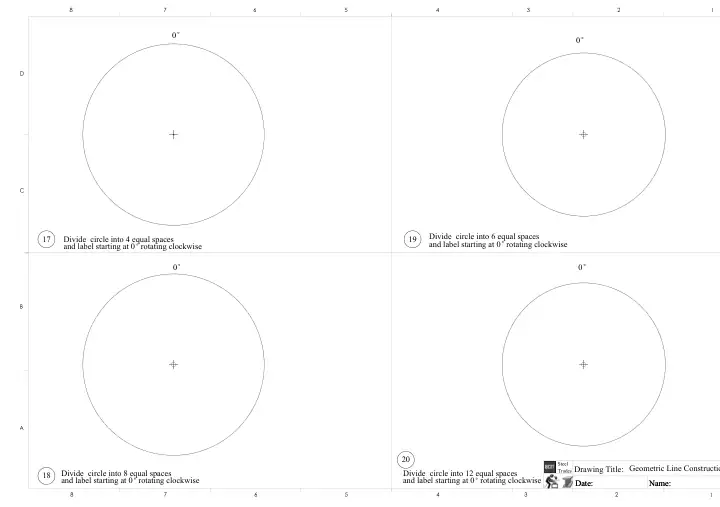 8 7 6 5 4 3 2 1
0°
0°
D
C
17 Divide circle into 4 equal spaces
and label starting at 0° rotating clockwise
19 Divide circle into 6 equal spaces
and label starting at 0° rotating clockwise
0°
0°
B
A
18 Divide circle into 8 equal spaces
and label starting at 0° rotating clockwise
20
Divide circle into 12 equal spaces
and label starting at 0° rotating clockwise
BCIT Steel
Trades
Drawing Title: Geometric Line Constructio
Date: Name:
8 7 6 5 4 3 2 1